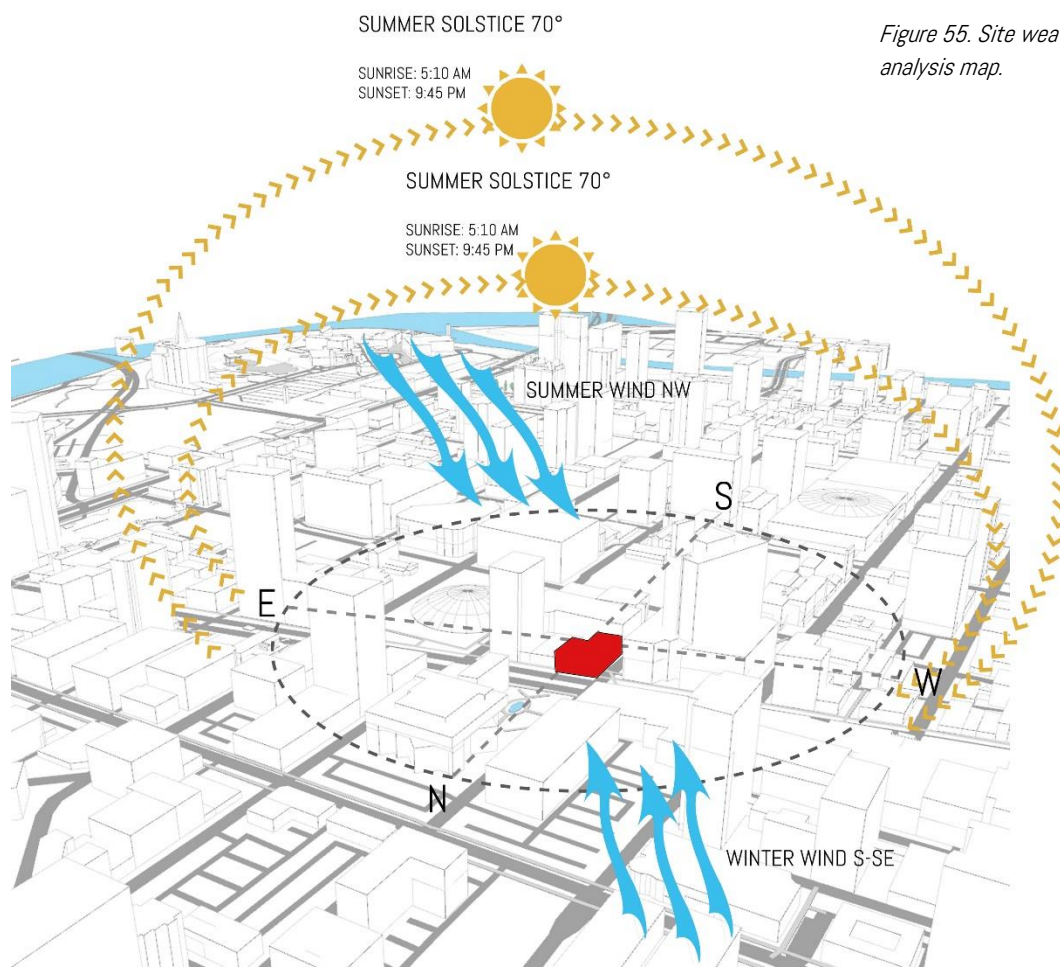 SUMMER SOLSTICE 70°
SUNRISE: 5:10 AM
SUNSET: 9:45 PM
Figure 55. Site wea
analysis map.
SUMMER SOLSTICE 70°
SUNRISE: 5:10 AM
SUNSET: 9:45 PM
SUMMER WIND NW
S
E
W
N
WINTER WIND S-SE